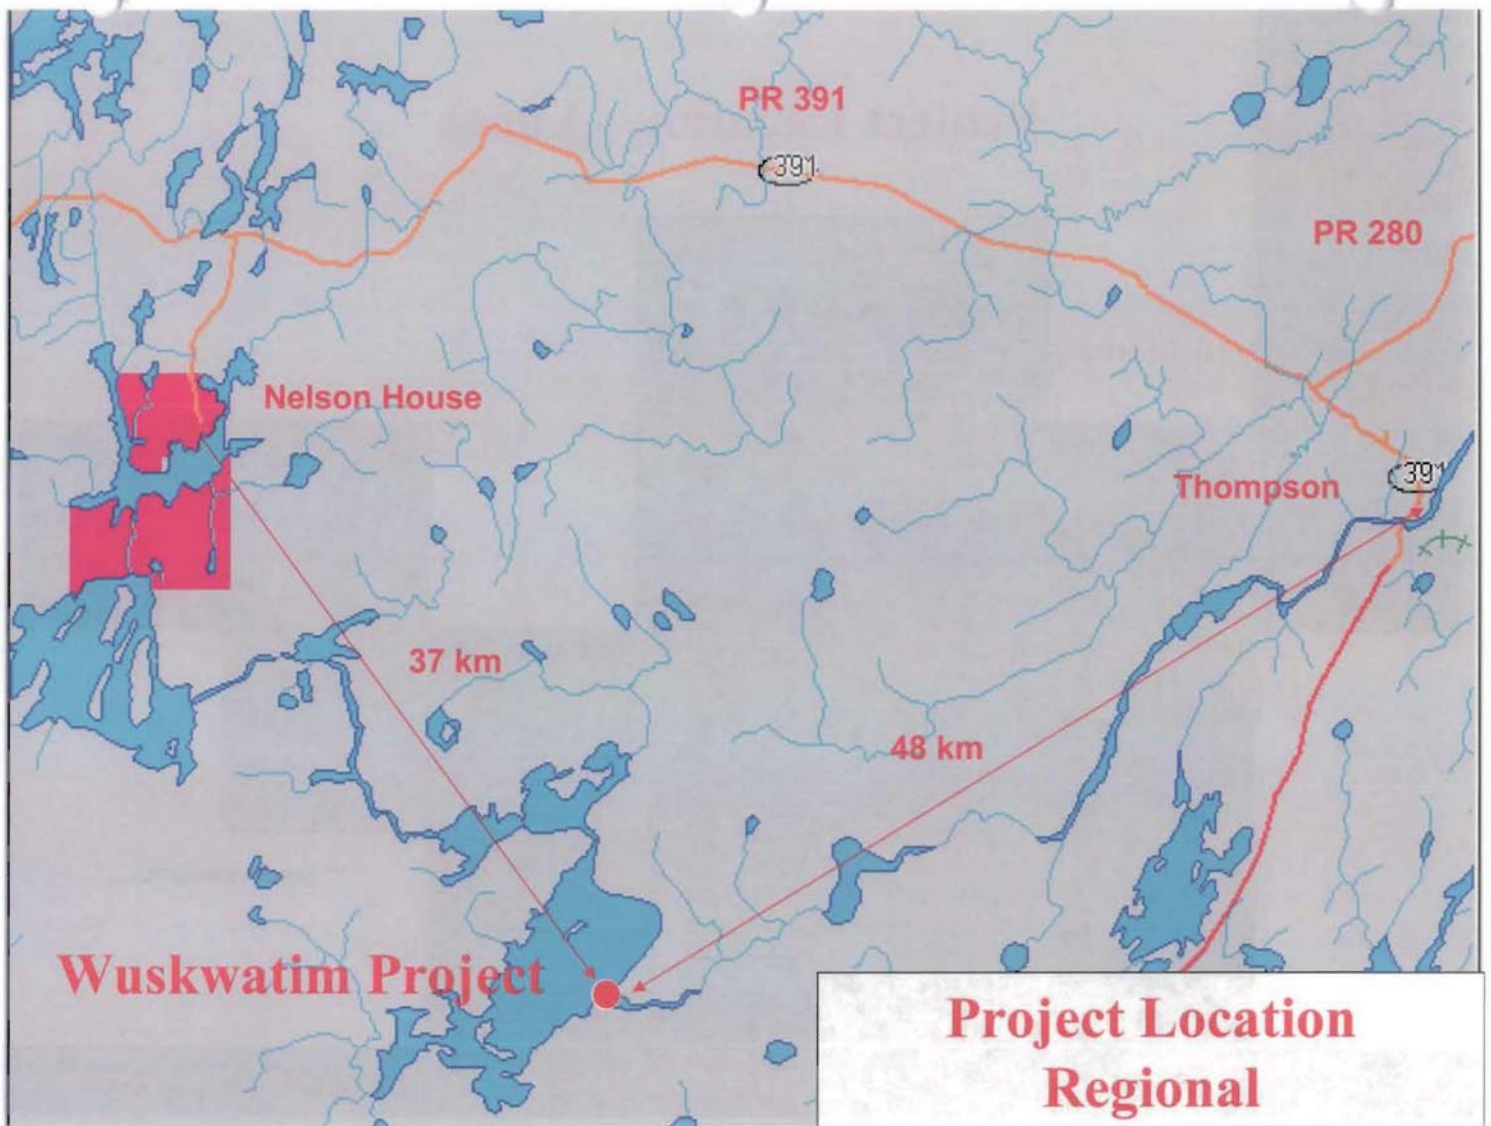 PR 391
391
PR 280
Nelson House
Thompson
391
37 km
48 km
Wuskwatim Project
Project Location
Regional